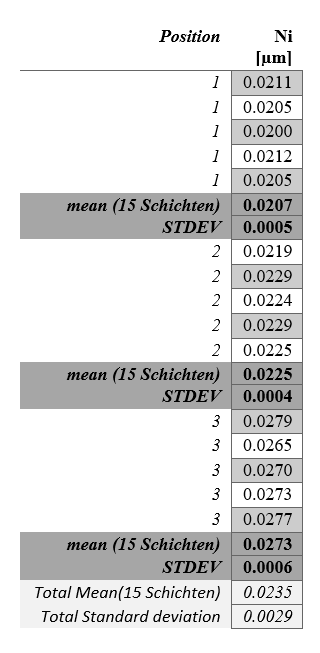 Position Ni
[µm]
1 0.0211
1 0.0205
1 0.0200
1 0.0212
1 0.0205
mean (15 Schichten) 0.0207
STDEV 0.0005
2 0.0219
2 0.0229
2 0.0224
2 0.0229
2 0.0225
mean (15 Schichten) 0.0225
STDEV 0.0004
3 0.0279
3 0.0265
3 0.0270
3 0.0273
3 0.0277
mean (15 Schichten) 0.0273
STDEV 0.0006
Total Mean(15 Schichten) 0.0235
Total Standard deviation 0.0029